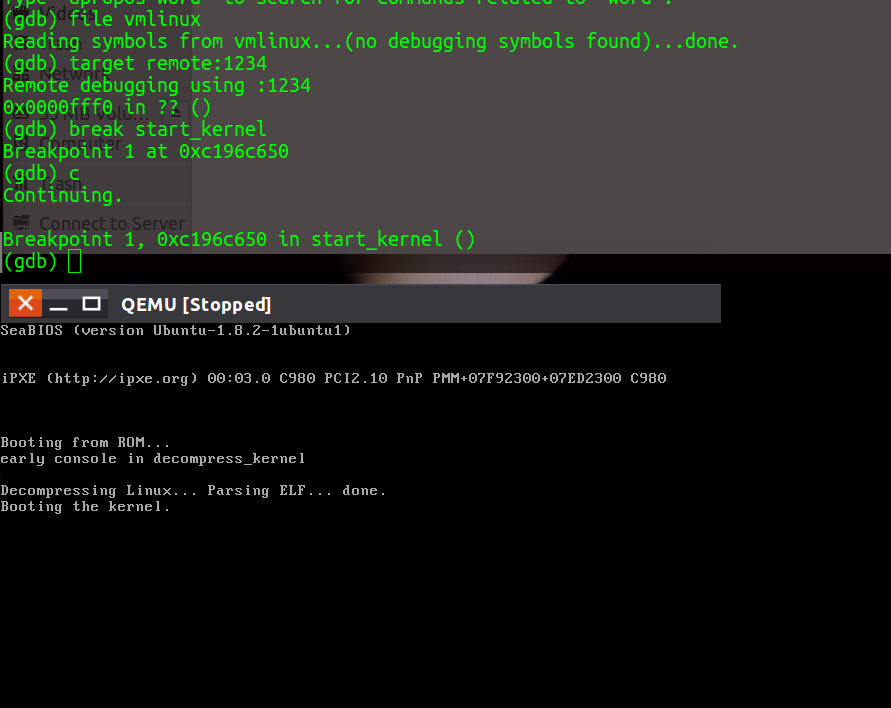 Type "apropos word" to search for commands related to "word".
(gdb) file vmlinux
Reading symbols from vmlinux...(no debugging symbols found)...done.
(gdb) target remote:1234
Remote debugging using :1234
0x0000fff0 in ?? ()
(gdb) break start_kernel
Breakpoint 1 at 0xc196c650
(gdb) c
Continuing.
Breakpoint 1, 0xc196c650 in start_kernel ()
(gdb)
Videos
Network
Computer
Trash
Connect to Server
QEMU [Stopped]
SeaBIOS (version Ubuntu-1.8.2-1ubuntu1)
iPXE (http://ipxe.org) 00:03.0 C980 PCI2.10 PnP PMM+07F92300+07ED2300 C980
Booting from ROM...
early console in decompress_kernel
Decompressing Linux... Parsing ELF... done.
Booting the kernel.